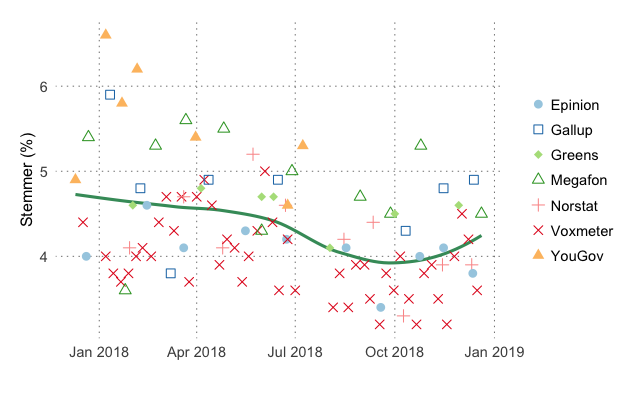 Stemmer (%)
6
5
4
Jan 2018
Apr 2018
Jul 2018
Oct 2018
Jan 2019
Epinion
Gallup
Greens
Megafon
Norstat
Voxmeter
YouGov